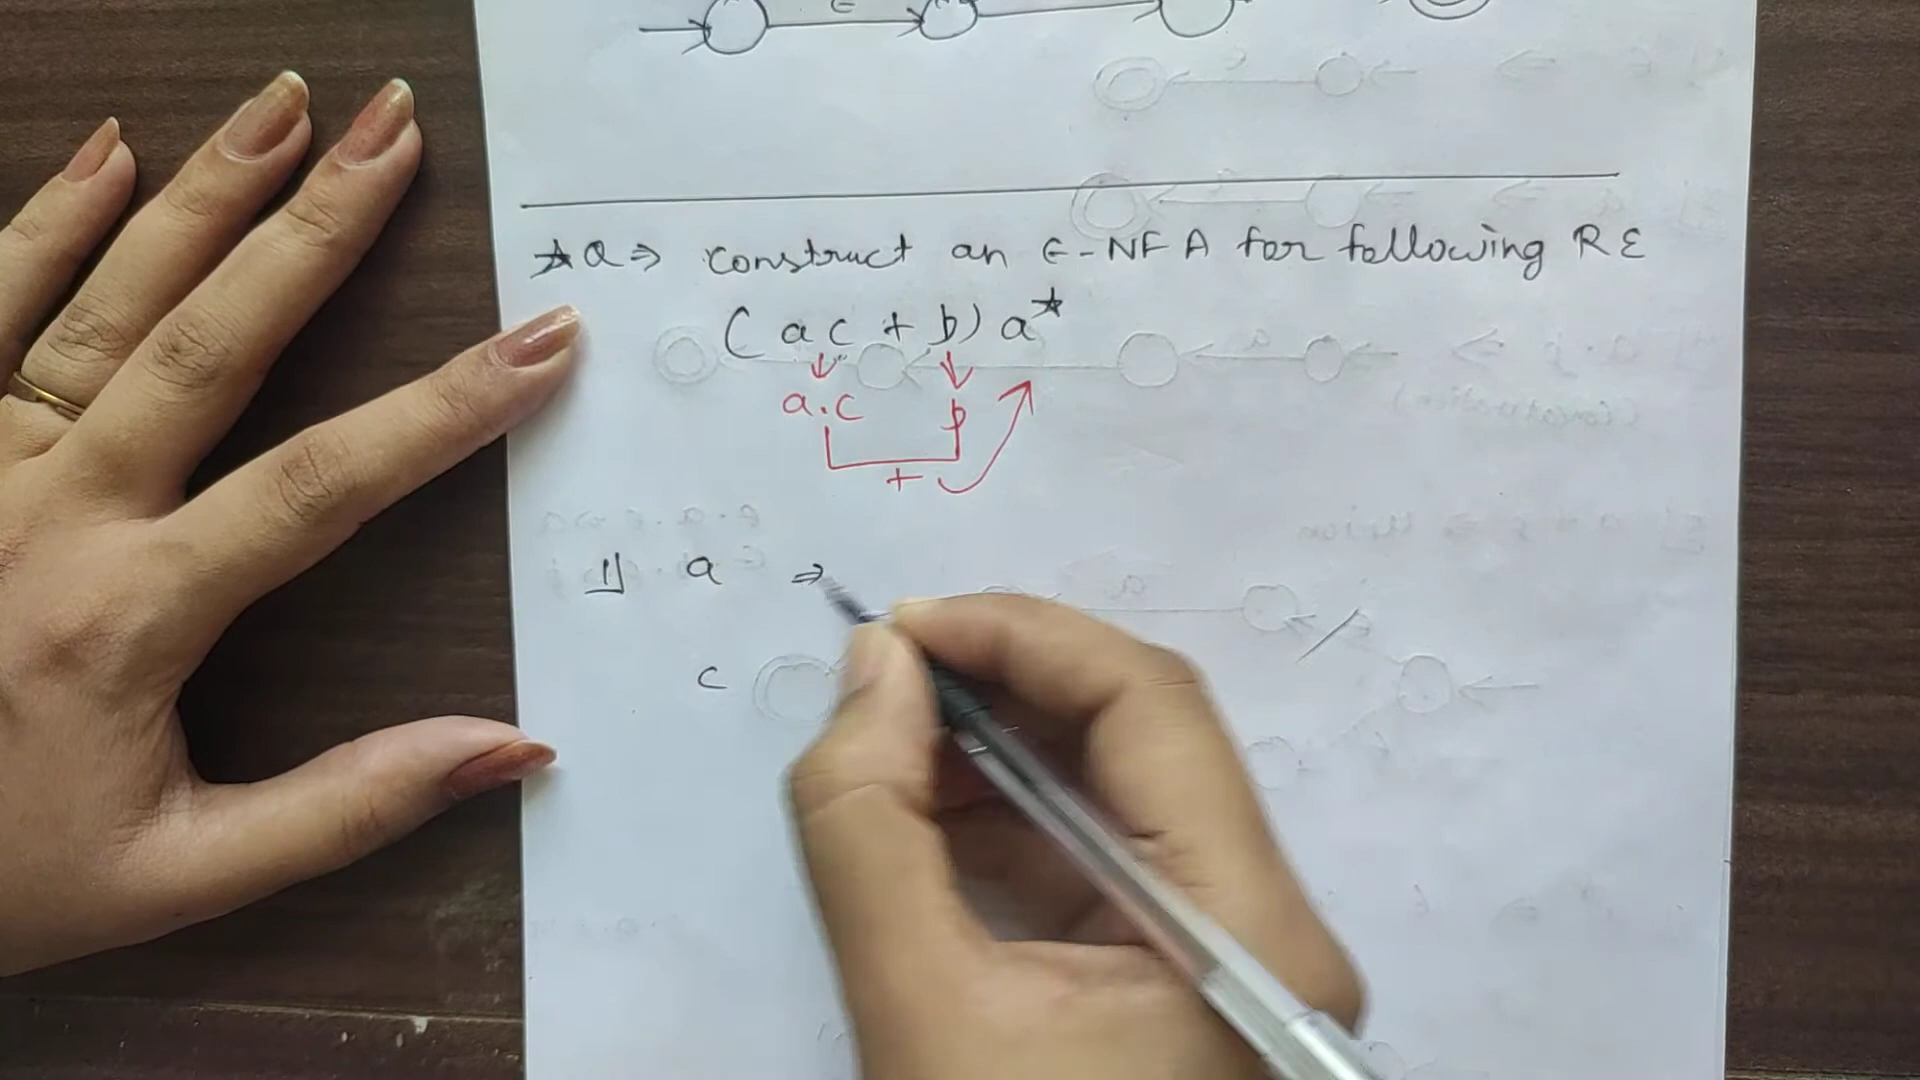 ϵ
★ Q ⇒ construct an ϵ-NFA for following RE
(ac + b) a*
a.c b
+
1] a ⇒
c